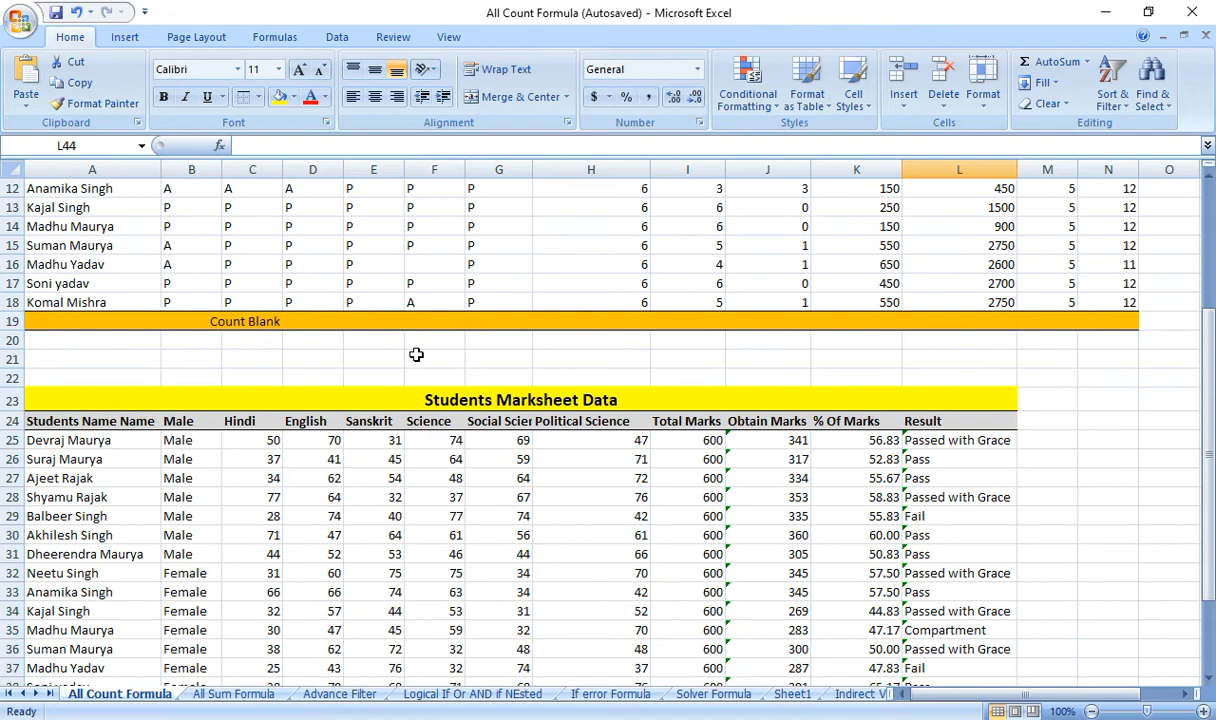 All Count Formula (Autosaved) - Microsoft Excel
Home Insert Page Layout Formulas Data Review View
Paste Cut Copy Format Painter Clipboard
Calibri 11 A A B I U A Font
Wrap Text Merge & Center Alignment
General $ % , .00 Number
Conditional Formatting Format as Table Cell Styles Styles
Insert Delete Format Cells
Σ AutoSum Fill Clear Sort & Filter Find & Select Editing
L44 fx
A B C D E F G H I J K L M N O
12 Anamika Singh A A A P P P 6 3 3 150 450 5 12
13 Kajal Singh P P P P P P 6 6 0 250 1500 5 12
14 Madhu Maurya P P P P P P 6 6 0 150 900 5 12
15 Suman Maurya A P P P P P 6 5 1 550 2750 5 12
16 Madhu Yadav A P P P P 6 4 1 650 2600 5 11
17 Soni yadav P P P P P P 6 6 0 450 2700 5 12
18 Komal Mishra P P P P A P 6 5 1 550 2750 5 12
19 Count Blank
20
21
22
23 Students Marksheet Data
24 Students Name Name Male Hindi English Sanskrit Science Social Scier Political Science Total Marks Obtain Marks % Of Marks Result
25 Devraj Maurya Male 50 70 31 74 69 47 600 341 56.83 Passed with Grace
26 Suraj Maurya Male 37 41 45 64 59 71 600 317 52.83 Pass
27 Ajeet Rajak Male 34 62 54 48 64 72 600 334 55.67 Pass
28 Shyamu Rajak Male 77 64 32 37 67 76 600 353 58.83 Passed with Grace
29 Balbeer Singh Male 28 74 40 77 74 42 600 335 55.83 Fail
30 Akhilesh Singh Male 71 47 64 61 56 61 600 360 60.00 Pass
31 Dheerendra Maurya Male 44 52 53 46 44 66 600 305 50.83 Pass
32 Neetu Singh Female 31 60 75 75 34 70 600 345 57.50 Passed with Grace
33 Anamika Singh Female 66 66 74 63 34 42 600 345 57.50 Pass
34 Kajal Singh Female 32 57 44 53 31 52 600 269 44.83 Passed with Grace
35 Madhu Maurya Female 30 47 45 59 32 70 600 283 47.17 Compartment
36 Suman Maurya Female 38 62 72 32 48 48 600 300 50.00 Pass
37 Madhu Yadav Female 25 43 76 32 74 37 600 287 47.83 Fail
All Count Formula All Sum Formula Advance Filter Logical If Or AND if NEsted If error Formula Solver Formula Sheet1 Indirect V
Ready 100%